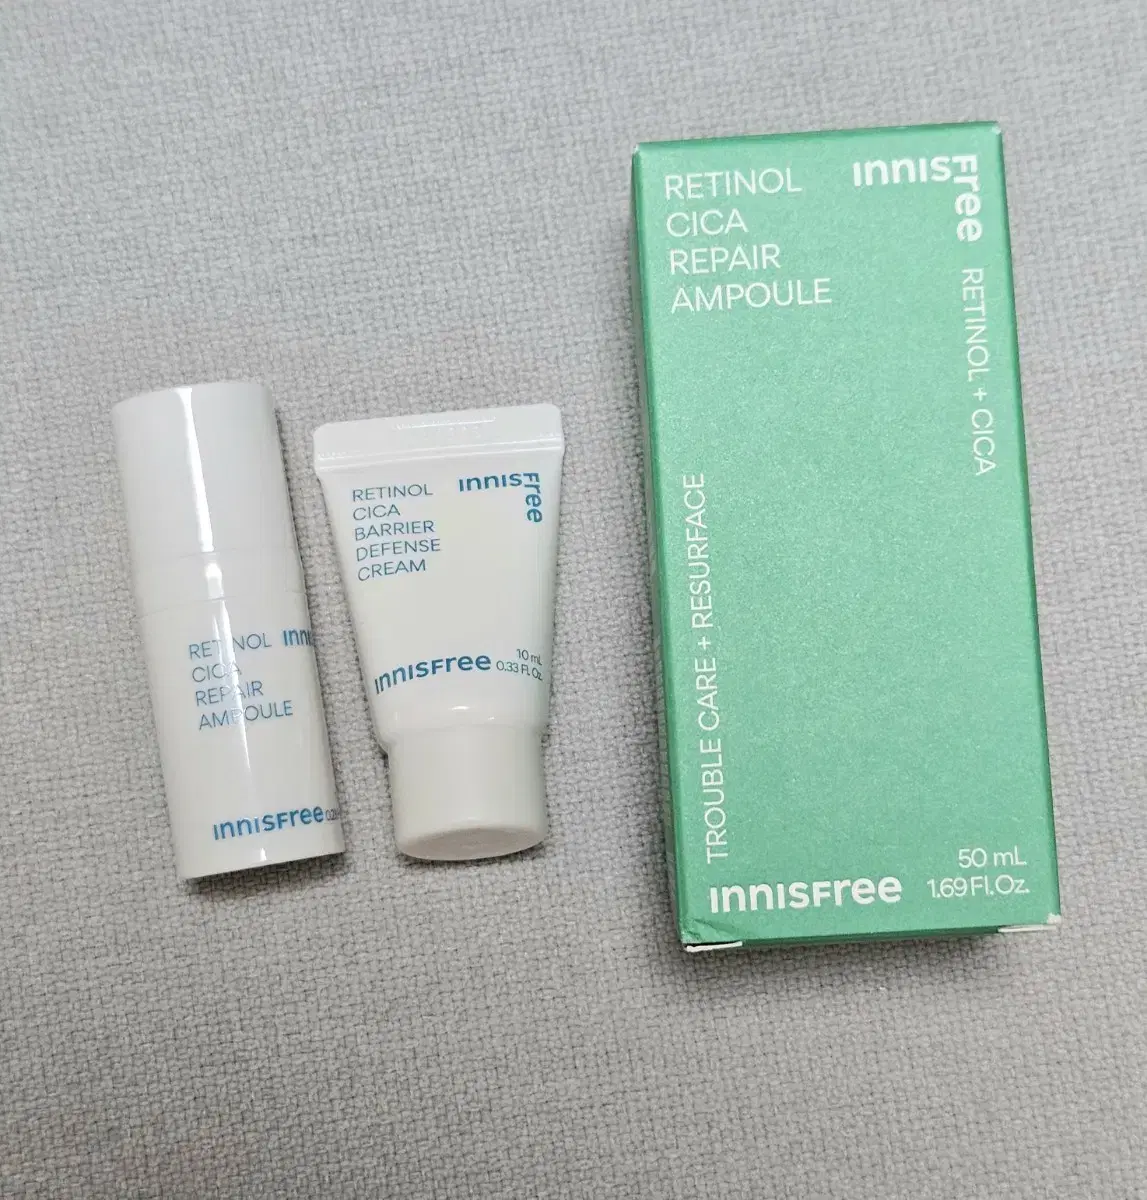 RETINOL
CICA
REPAIR
AMPOULE
innisfree
innisfree
RETINOL
CICA
BARRIER
DEFENSE
CREAM
innisfree
innisfree
10 mL
0.33 Fl. Oz.
RETINOL
CICA
REPAIR
AMPOULE
innisfree
RETINOL + CICA
TROUBLE CARE + RESURFACE
innisfree
50 mL
1.69 Fl.Oz.